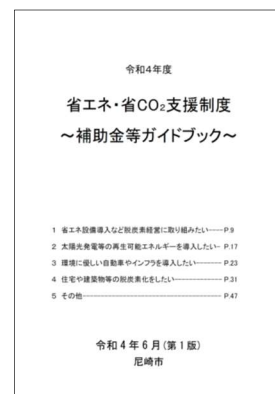 令和4年度
省エネ・省CO₂支援制度
～補助金等ガイドブック～
1 省エネ設備導入など脱炭素経営に取り組みたい----P.9
2 太陽光発電等の再生可能エネルギーを導入したい- P.17
3 環境に優しい自動車やインフラを導入したい-------- P.23
4 住宅や建築物等の脱炭素化をしたい------------------ P.31
5 その他-------------------------------------------------- P.47
令和4年6月(第1版)
尼崎市